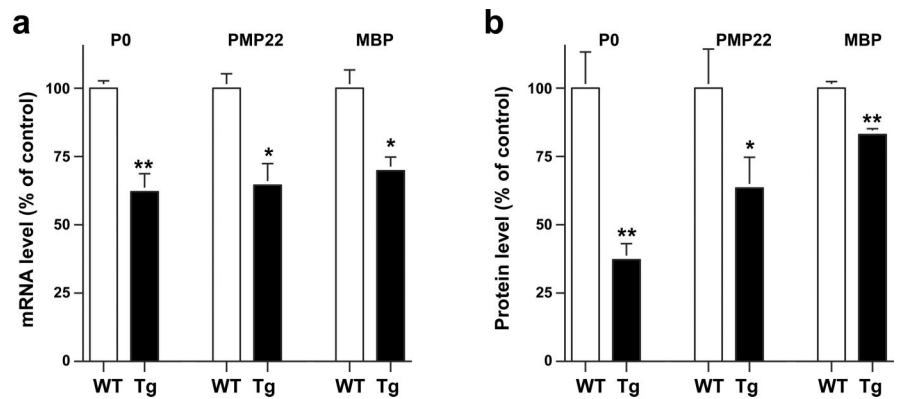 a
P0 PMP22 MBP
mRNA level (% of control)
100
75
50
25
0
** * *
WT Tg WT Tg WT Tg
b
P0 PMP22 MBP
Protein level (% of control)
100
75
50
25
0
** * **
WT Tg WT Tg WT Tg